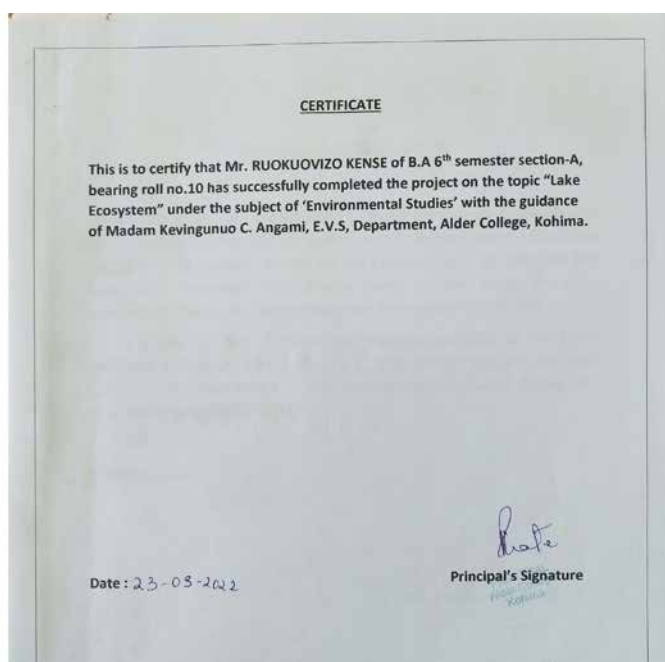 CERTIFICATE
This is to certify that Mr. RUOKUOVIZO KENSE of B.A 6th semester section-A,
bearing roll no.10 has successfully completed the project on the topic “Lake
Ecosystem” under the subject of ‘Environmental Studies’ with the guidance
of Madam Kevingunuo C. Angami, E.V.S, Department, Alder College, Kohima.
Date : 23-03-2022
Principal’s Signature
Kohima